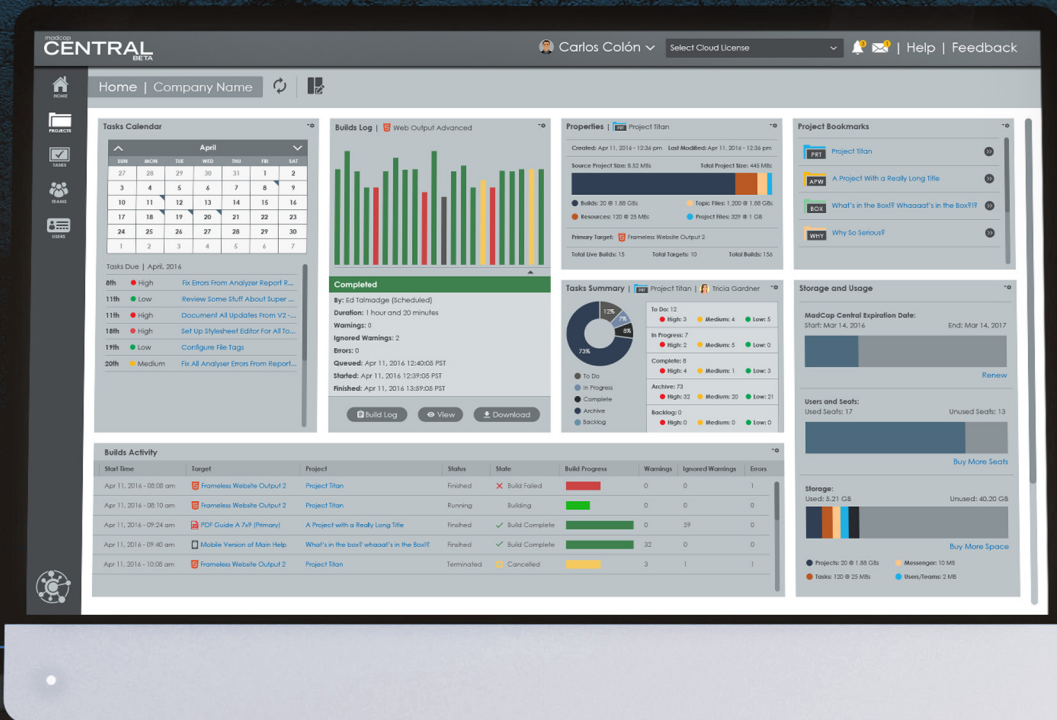 madcap
CENTRAL
BETA
Carlos Colón
Select Cloud License
| Help | Feedback
HOME
PROJECTS
TASKS
TEAMS
USERS
Home | Company Name
Tasks Calendar
April
SUN MON TUE WED THU FRI SAT
27 28 29 30 31 1 2
3 4 5 6 7 8 9
10 11 12 13 14 15 16
17 18 19 20 21 22 23
24 25 26 27 28 29 30
1 2 3 4 5 6 7
Tasks Due | April, 2016
8th High Fix Errors From Analyzer Report R...
11th Low Review Some Stuff About Super ...
11th High Document All Updates From V2 -...
18th High Set Up Stylesheet Editor For All To...
19th Low Configure File Tags
20th Medium Fix All Analyser Errors From Report...
Builds Log | Web Output Advanced
Completed
By: Ed Talmadge (Scheduled)
Duration: 1 hour and 20 minutes
Warnings: 0
Ignored Warnings: 2
Errors: 0
Queued: Apr 11, 2016 12:40:05 PST
Started: Apr 11, 2016 12:39:05 PST
Finished: Apr 11, 2016 13:59:05 PST
Build Log
View
Download
Properties | Project Titan
Created: Apr 11, 2016 - 12:36 pm Last Modified: Apr 11, 2016 - 12:36 pm
Source Project Size: 8.52 MBs Total Project Size: 445 MBs
Builds: 20 @ 1.88 GBs Topic Files: 1,200 @ 1.88 GBs
Resources: 120 @ 25 MBs Project Files: 329 @ 1 GB
Primary Target: Frameless Website Output 2
Total Live Builds: 15 Total Targets: 10 Total Builds: 156
Tasks Summary | Project Titan | Tricia Gardner
12%
7%
8%
73%
To Do
In Progress
Complete
Archive
Backlog
To Do: 12
High: 3 Medium: 4 Low: 5
In Progress: 7
High: 2 Medium: 5 Low: 0
Complete: 8
High: 4 Medium: 1 Low: 3
Archive: 73
High: 32 Medium: 20 Low: 21
Backlog: 0
High: 0 Medium: 0 Low: 0
Project Bookmarks
PRT Project Titan
APW A Project With a Really Long Title
BOX What's in the Box!? Whaaaat's in the Box?!?
WHY Why So Serious?
Storage and Usage
MadCap Central Expiration Date:
Start: Mar 14, 2016 End: Mar 14, 2017
Renew
Users and Seats:
Used Seats: 17 Unused Seats: 13
Buy More Seats
Storage:
Used: 5.21 GB Unused: 40.20 GB
Buy More Space
Projects: 20 @ 1.88 GBs Messenger: 10 MB
Tasks: 120 @ 25 MBs Users/Teams: 2 MB
Builds Activity
Start Time Target Project Status State Build Progress Warnings Ignored Warnings Errors
Apr 11, 2016 - 08:08 am Frameless Website Output 2 Project Titan Finished Build Failed 0 0 1
Apr 11, 2016 - 08:10 am Frameless Website Output 2 Project Titan Running Building 0 0 0
Apr 11, 2016 - 09:24 am PDF Guide A 7x9 (Primary) A Project with a Really Long Title Finsihed Build Complete 0 59 0
Apr 11, 2016 - 09:40 am Mobile Version of Main Help What's in the box? whaaat's in the Box!?! Finsihed Build Complete 32 0 0
Apr 11, 2016 - 10:08 am Frameless Website Output 2 Project Titan Terminated Cancelled 3 1 1